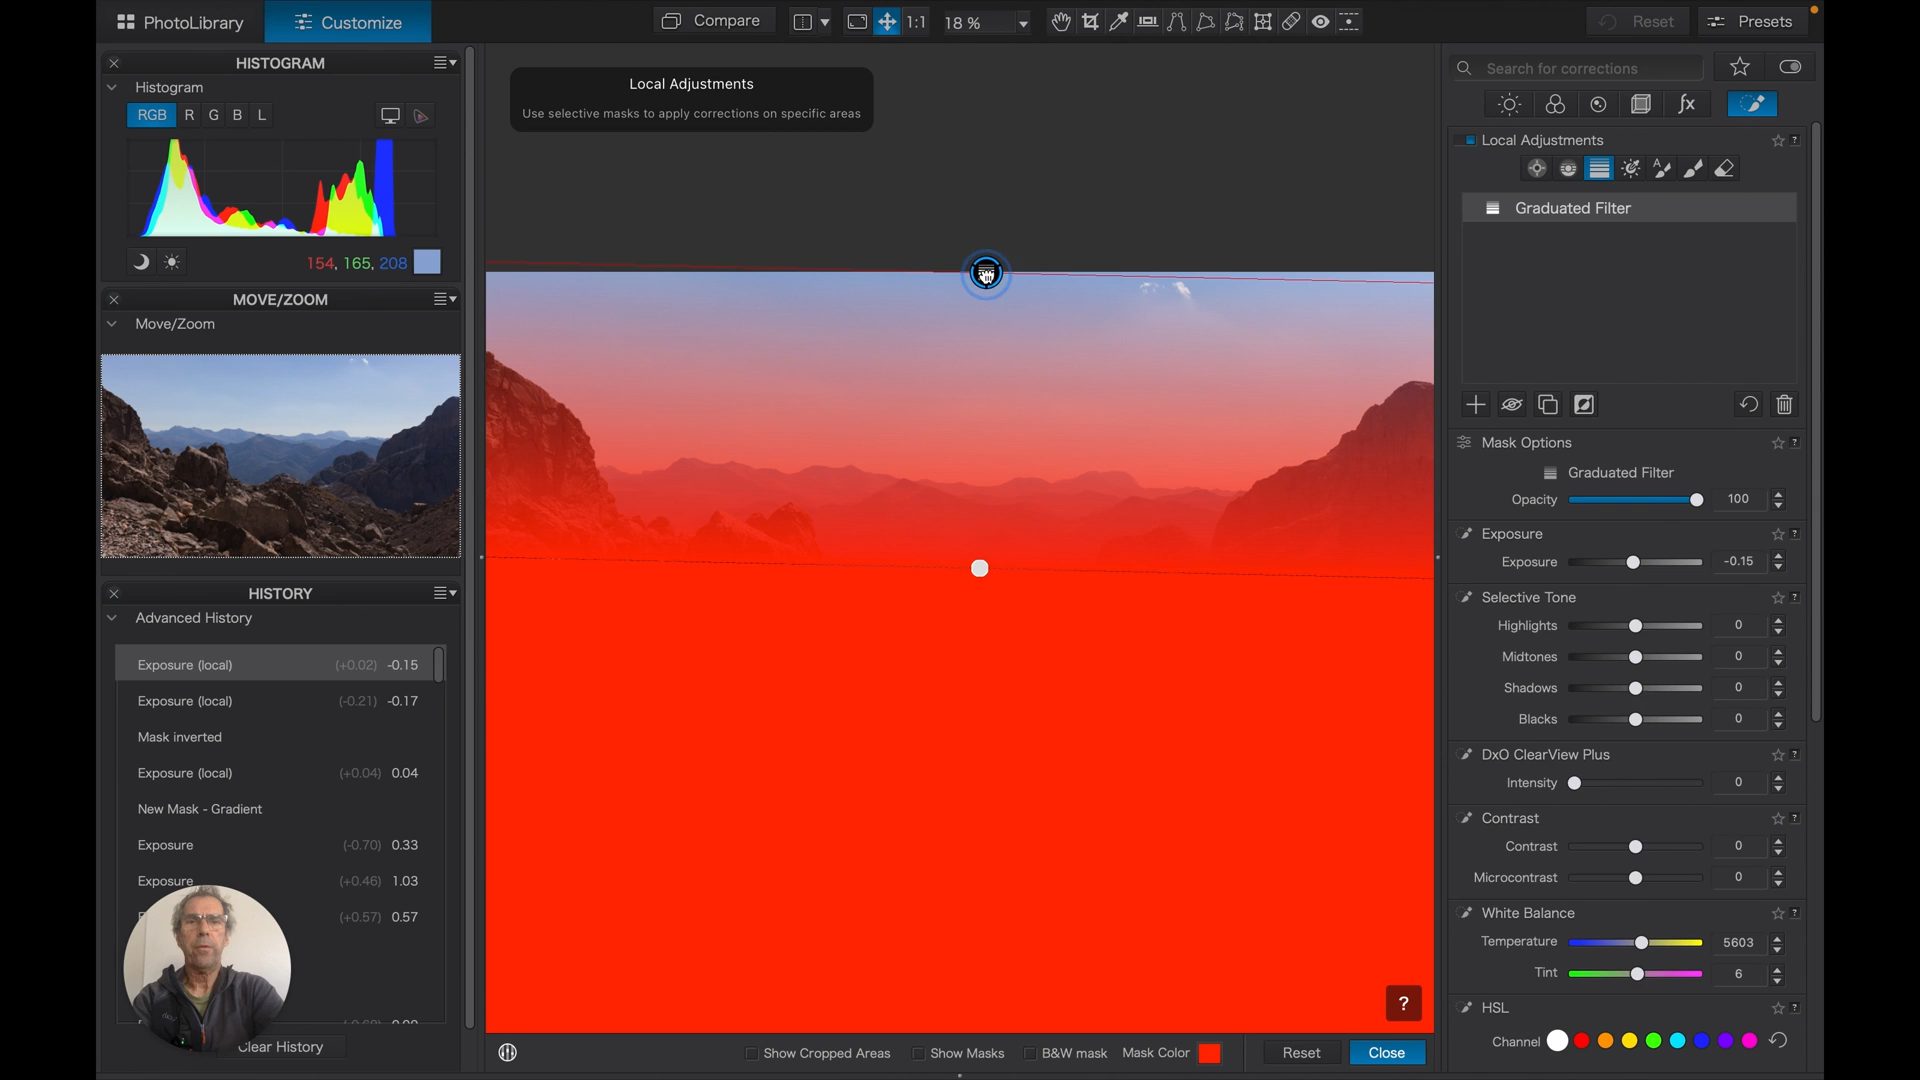 PhotoLibrary
Customize
Compare
1:1
18 %
Reset
Presets
HISTOGRAM
Histogram
RGB R G B L
154, 165, 208
MOVE/ZOOM
Move/Zoom
HISTORY
Advanced History
Exposure (local) (+0.02) -0.15
Exposure (local) (-0.21) -0.17
Mask inverted
Exposure (local) (+0.04) 0.04
New Mask - Gradient
Exposure (-0.70) 0.33
Exposure (+0.46) 1.03
(+0.57) 0.57
Clear History
Local Adjustments
Use selective masks to apply corrections on specific areas
?
Show Cropped Areas
Show Masks
B&W mask
Mask Color
Reset
Close
Search for corrections
fx
Local Adjustments ?
Graduated Filter
Mask Options ?
Graduated Filter
Opacity 100
Exposure ?
Exposure -0.15
Selective Tone ?
Highlights 0
Midtones 0
Shadows 0
Blacks 0
DxO ClearView Plus ?
Intensity 0
Contrast ?
Contrast 0
Microcontrast 0
White Balance ?
Temperature 5603
Tint 6
HSL ?
Channel